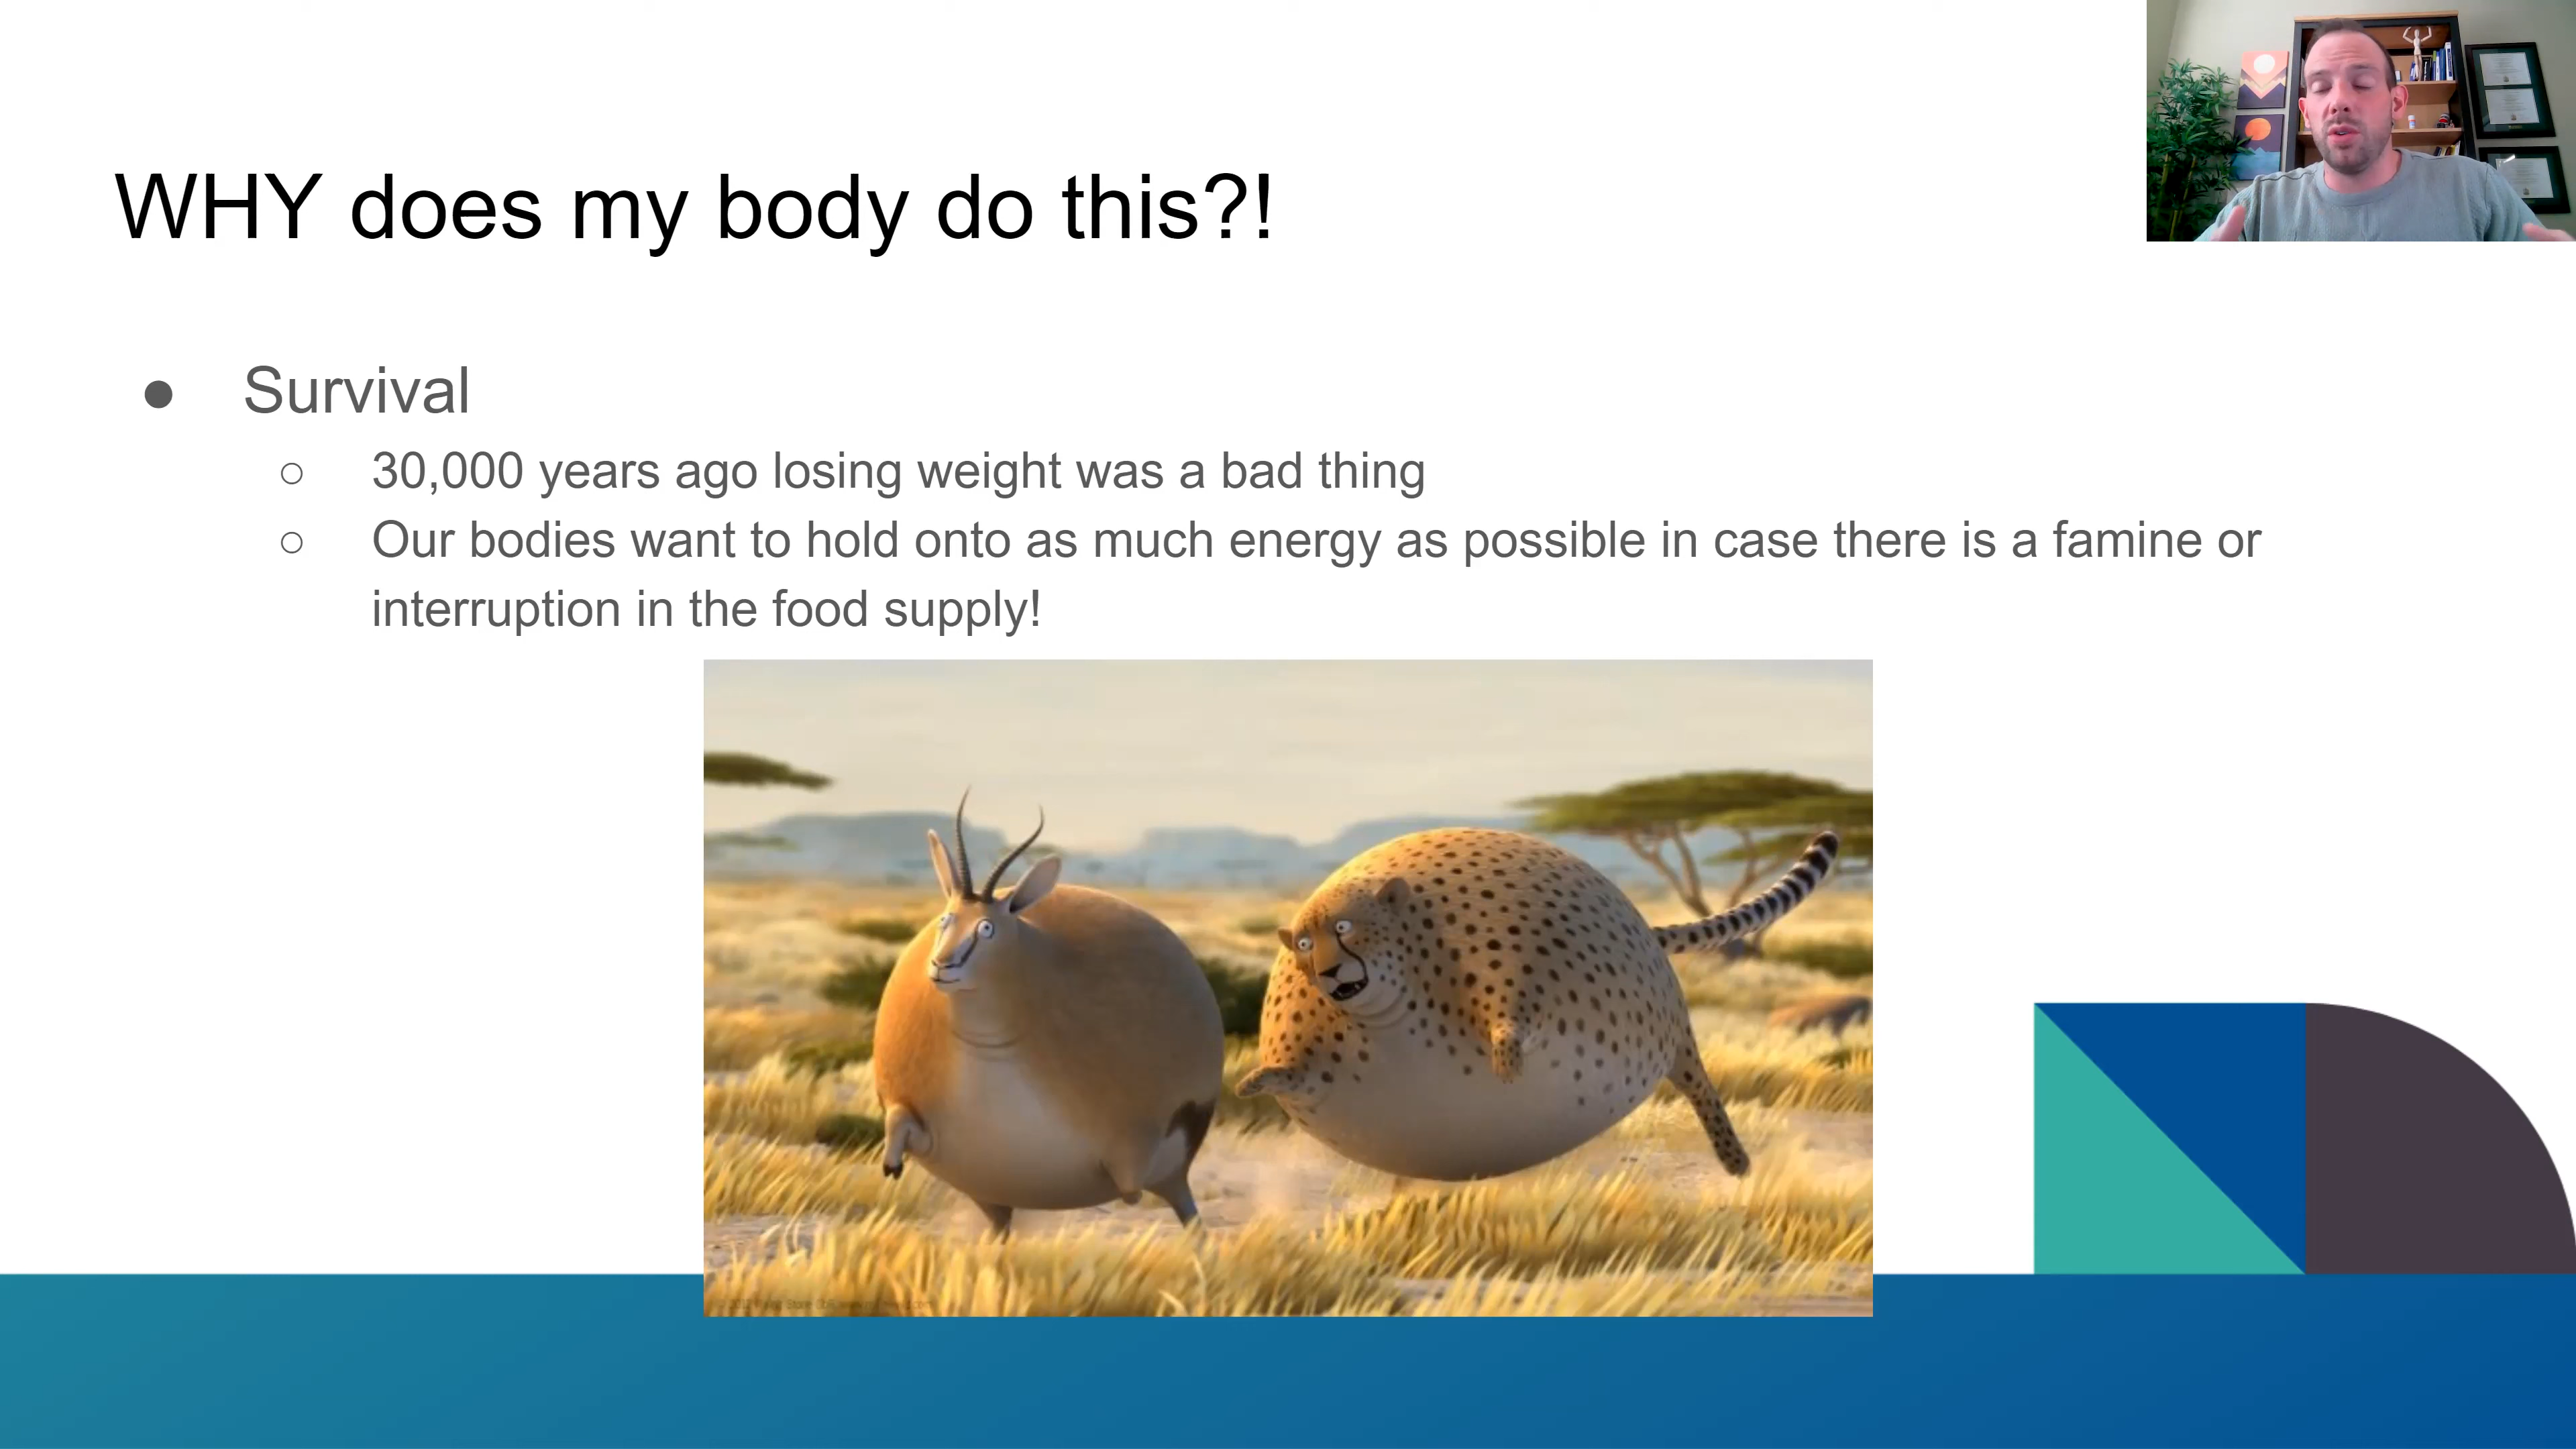 WHY does my body do this?!
● Survival
○ 30,000 years ago losing weight was a bad thing
○ Our bodies want to hold onto as much energy as possible in case there is a famine or
interruption in the food supply!